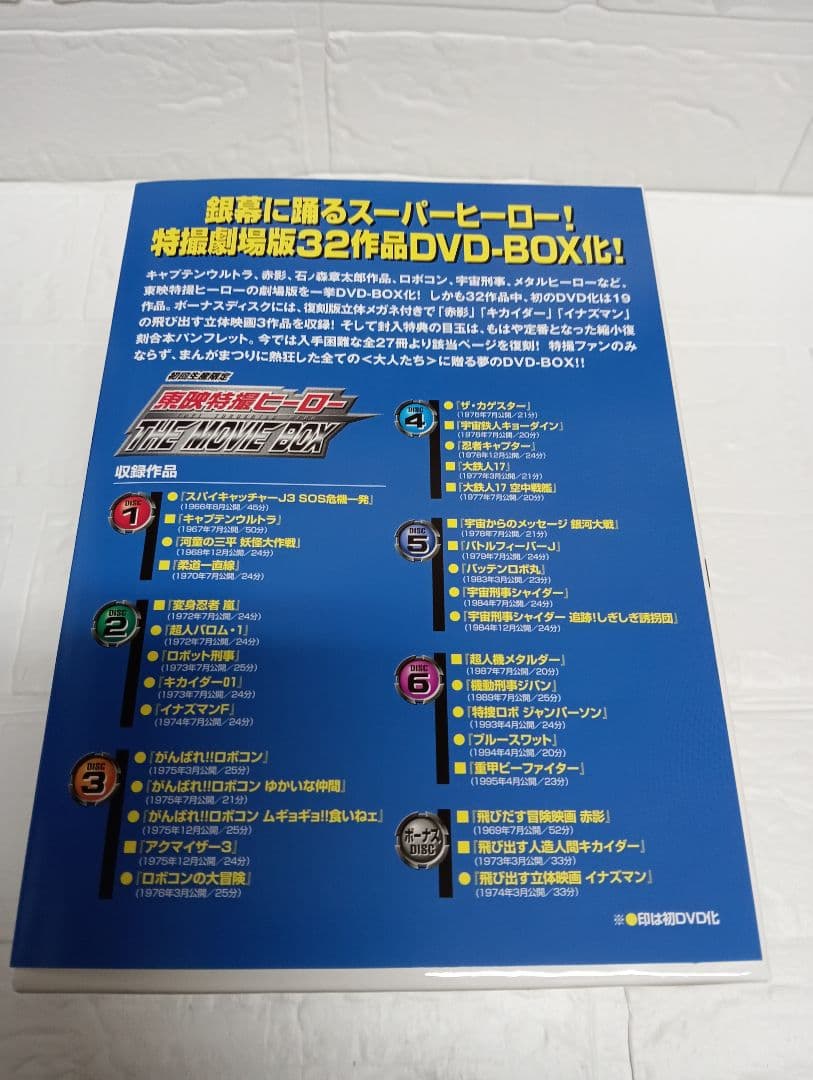 銀幕に踊るスーパーヒーロー!
特撮劇場版32作品DVD-BOX化!
キャプテンウルトラ、赤影、石ノ森章太郎作品、ロボコン、宇宙刑事、メタルヒーローなど、
東映特撮ヒーローの劇場版を一挙DVD-BOX化! しかも32作品中、初のDVD化は19
作品。ボーナスディスクには、復刻版立体メガネ付きで「赤影」「キカイダー」「イナズマン」
の飛び出す立体映画3作品を収録! そして封入特典の目玉は、もはや定番となった縮小復
刻合本パンフレット。今では入手困難な全27冊より該当ページを復刻! 特撮ファンのみ
ならず、まんがまつりに熱狂した全ての<大人たち>に贈る夢のDVD-BOX!!
初回生産限定
東映特撮ヒーロー
THE MOVIE BOX
収録作品
DISC 1
●『スパイキャッチャーJ3 SOS危機一発』
(1966年8月公開/45分)
■『キャプテンウルトラ』
(1967年7月公開/50分)
●『河童の三平 妖怪大作戦』
(1968年12月公開/24分)
■『柔道一直線』
(1970年7月公開/24分)
DISC 2
■『変身忍者 嵐』
(1972年7月公開/24分)
●『超人バロム・1』
(1972年7月公開/24分)
●『ロボット刑事』
(1973年7月公開/25分)
●『キカイダー01』
(1973年7月公開/24分)
●『イナズマンF』
(1974年7月公開/24分)
DISC 3
●『がんばれ!!ロボコン』
(1975年3月公開/25分)
●『がんばれ!!ロボコン ゆかいな仲間』
(1975年7月公開/21分)
●『がんばれ!!ロボコン ムギョギョ!!食いねェ』
(1975年12月公開/25分)
■『アクマイザー3』
(1975年12月公開/24分)
●『ロボコンの大冒険』
(1976年3月公開/25分)
DISC 4
●『ザ・カゲスター』
(1976年7月公開/21分)
■『宇宙鉄人キョーダイン』
(1976年7月公開/20分)
●『忍者キャプター』
(1976年12月公開/24分)
■『大鉄人17』
(1977年3月公開/21分)
■『大鉄人17 空中戦艦』
(1977年7月公開/20分)
DISC 5
■『宇宙からのメッセージ 銀河大戦』
(1978年7月公開/21分)
■『バトルフィーバーJ』
(1979年7月公開/24分)
●『バッテンロボ丸』
(1983年3月公開/23分)
●『宇宙刑事シャイダー』
(1984年7月公開/24分)
●『宇宙刑事シャイダー 追跡!しぎしぎ誘拐団』
(1984年12月公開/24分)
DISC 6
■『超人機メタルダー』
(1987年7月公開/20分)
●『機動刑事ジバン』
(1989年7月公開/25分)
●『特捜ロボ ジャンパーソン』
(1993年4月公開/24分)
●『ブルースワット』
(1994年4月公開/20分)
■『重甲ビーファイター』
(1995年4月公開/23分)
ボーナス DISC
■『飛びだす冒険映画 赤影』
(1969年7月公開/52分)
■『飛び出す人造人間キカイダー』
(1973年3月公開/33分)
●『飛び出す立体映画 イナズマン』
(1974年3月公開/33分)
※●印は初DVD化